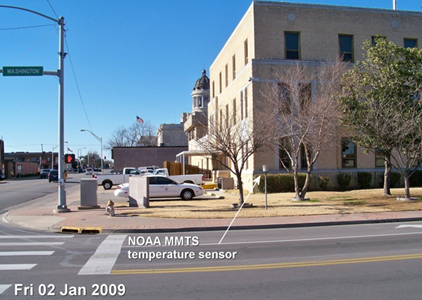 WASHINGTON
NOAA MMTS
temperature sensor
Fri 02 Jan 2009